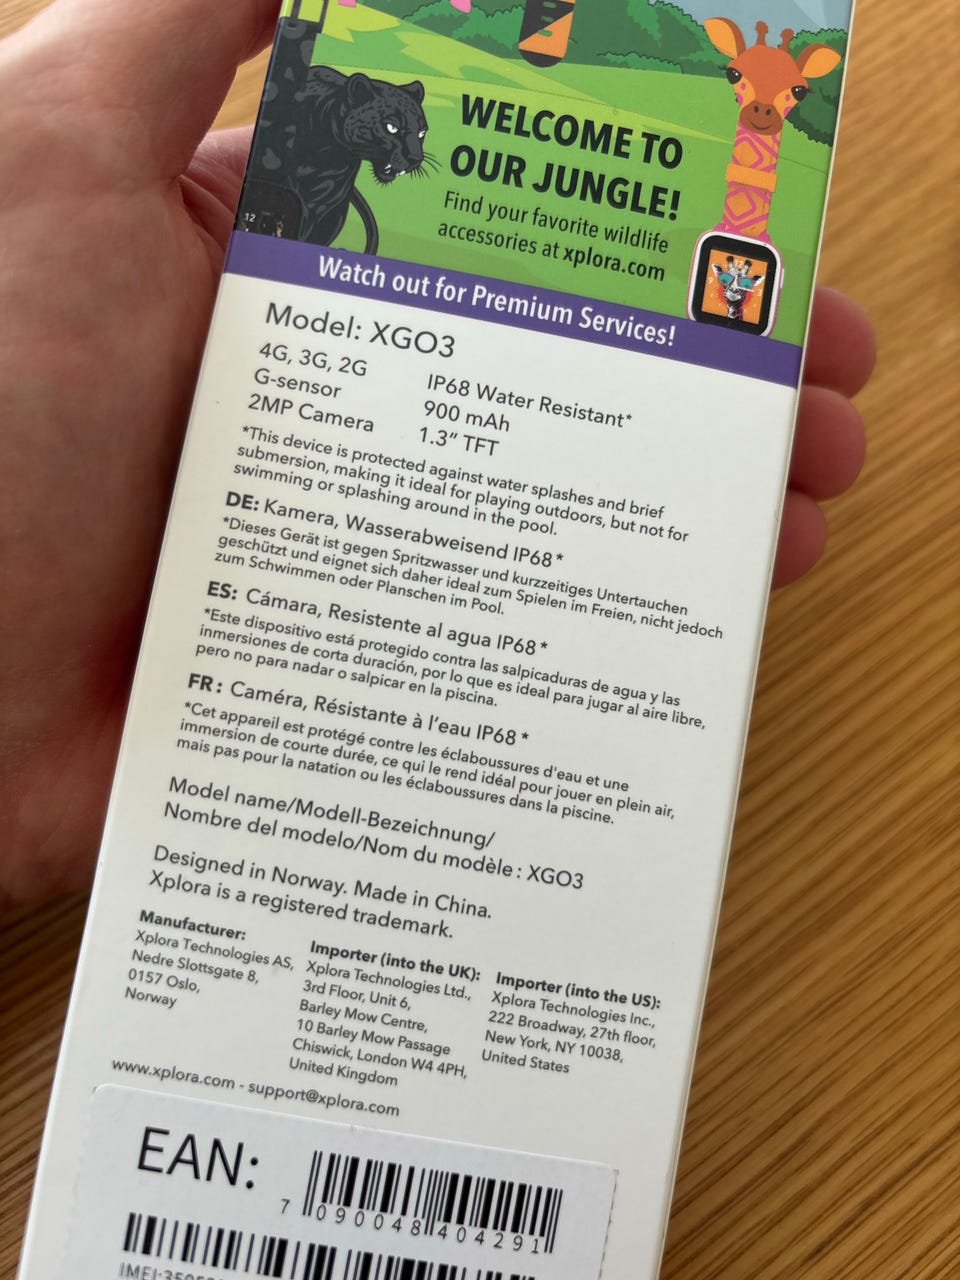 WELCOME TO
OUR JUNGLE!
Find your favorite wildlife
accessories at xplora.com
12
Watch out for Premium Services!
Model: XGO3
4G, 3G, 2G
G-sensor
2MP Camera
IP68 Water Resistant*
900 mAh
1.3” TFT
*This device is protected against water splashes and brief
submersion, making it ideal for playing outdoors, but not for
swimming or splashing around in the pool.
DE: Kamera, Wasserabweisend IP68*
*Dieses Gerät ist gegen Spritzwasser und kurzzeitiges Untertauchen
geschützt und eignet sich daher ideal zum Spielen im Freien, nicht jedoch
zum Schwimmen oder Planschen im Pool.
ES: Cámara, Resistente al agua IP68*
*Este dispositivo está protegido contra las salpicaduras de agua y las
inmersiones de corta duración, por lo que es ideal para jugar al aire libre,
pero no para nadar o salpicar en la piscina.
FR: Caméra, Résistante à l’eau IP68*
*Cet appareil est protégé contre les éclaboussures d'eau et une
immersion de courte durée, ce qui le rend idéal pour jouer en plein air,
mais pas pour la natation ou les éclaboussures dans la piscine.
Model name/Modell-Bezeichnung/
Nombre del modelo/Nom du modèle: XGO3
Designed in Norway. Made in China.
Xplora is a registered trademark.
Manufacturer:
Xplora Technologies AS,
Nedre Slottsgate 8,
0157 Oslo,
Norway
Importer (into the UK):
Xplora Technologies Ltd.,
3rd Floor, Unit 6,
Barley Mow Centre,
10 Barley Mow Passage
Chiswick, London W4 4PH,
United Kingdom
Importer (into the US):
Xplora Technologies Inc.,
222 Broadway, 27th floor,
New York, NY 10038,
United States
www.xplora.com - support@xplora.com
EAN:
7 090048 404291